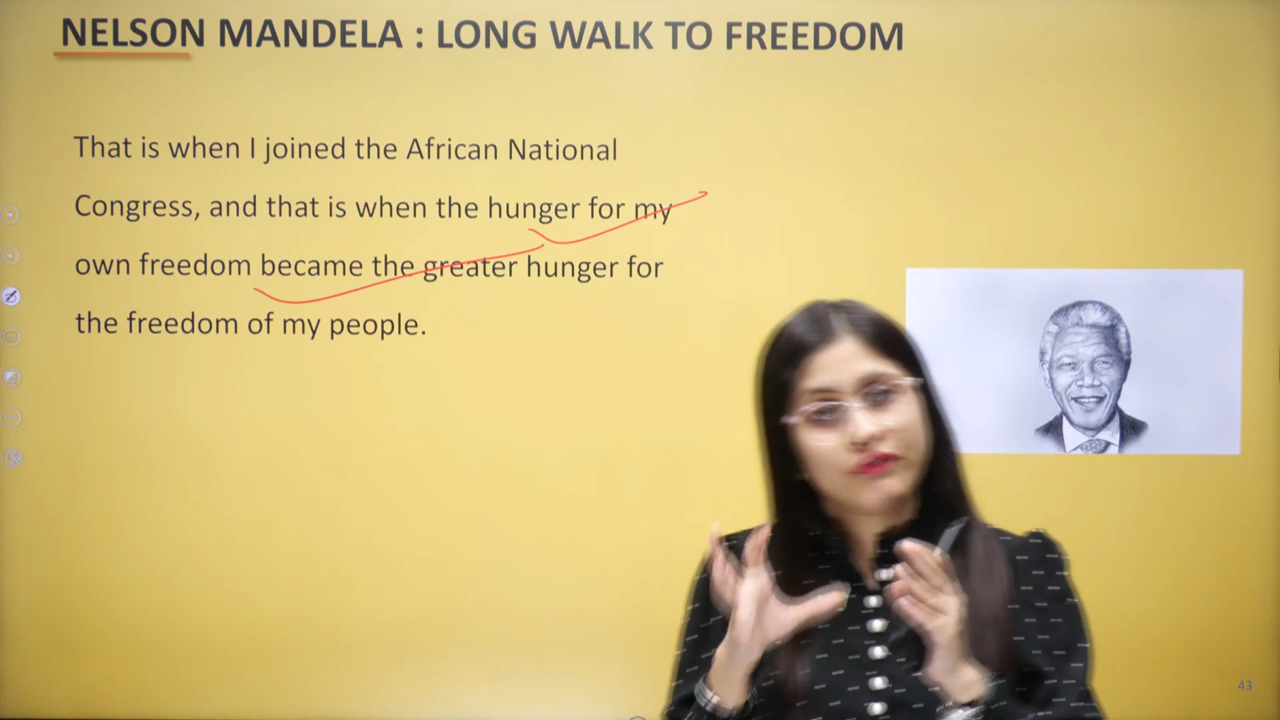 NELSON MANDELA : LONG WALK TO FREEDOM
That is when I joined the African National
Congress, and that is when the hunger for my
own freedom became the greater hunger for
the freedom of my people.
43